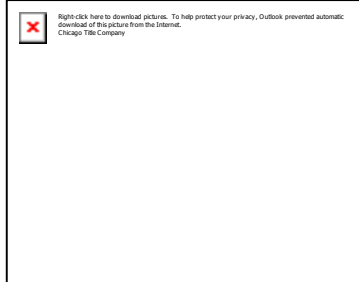 Right-click here to download pictures. To help protect your privacy, Outlook prevented automatic
download of this picture from the Internet.
Chicago Title Company